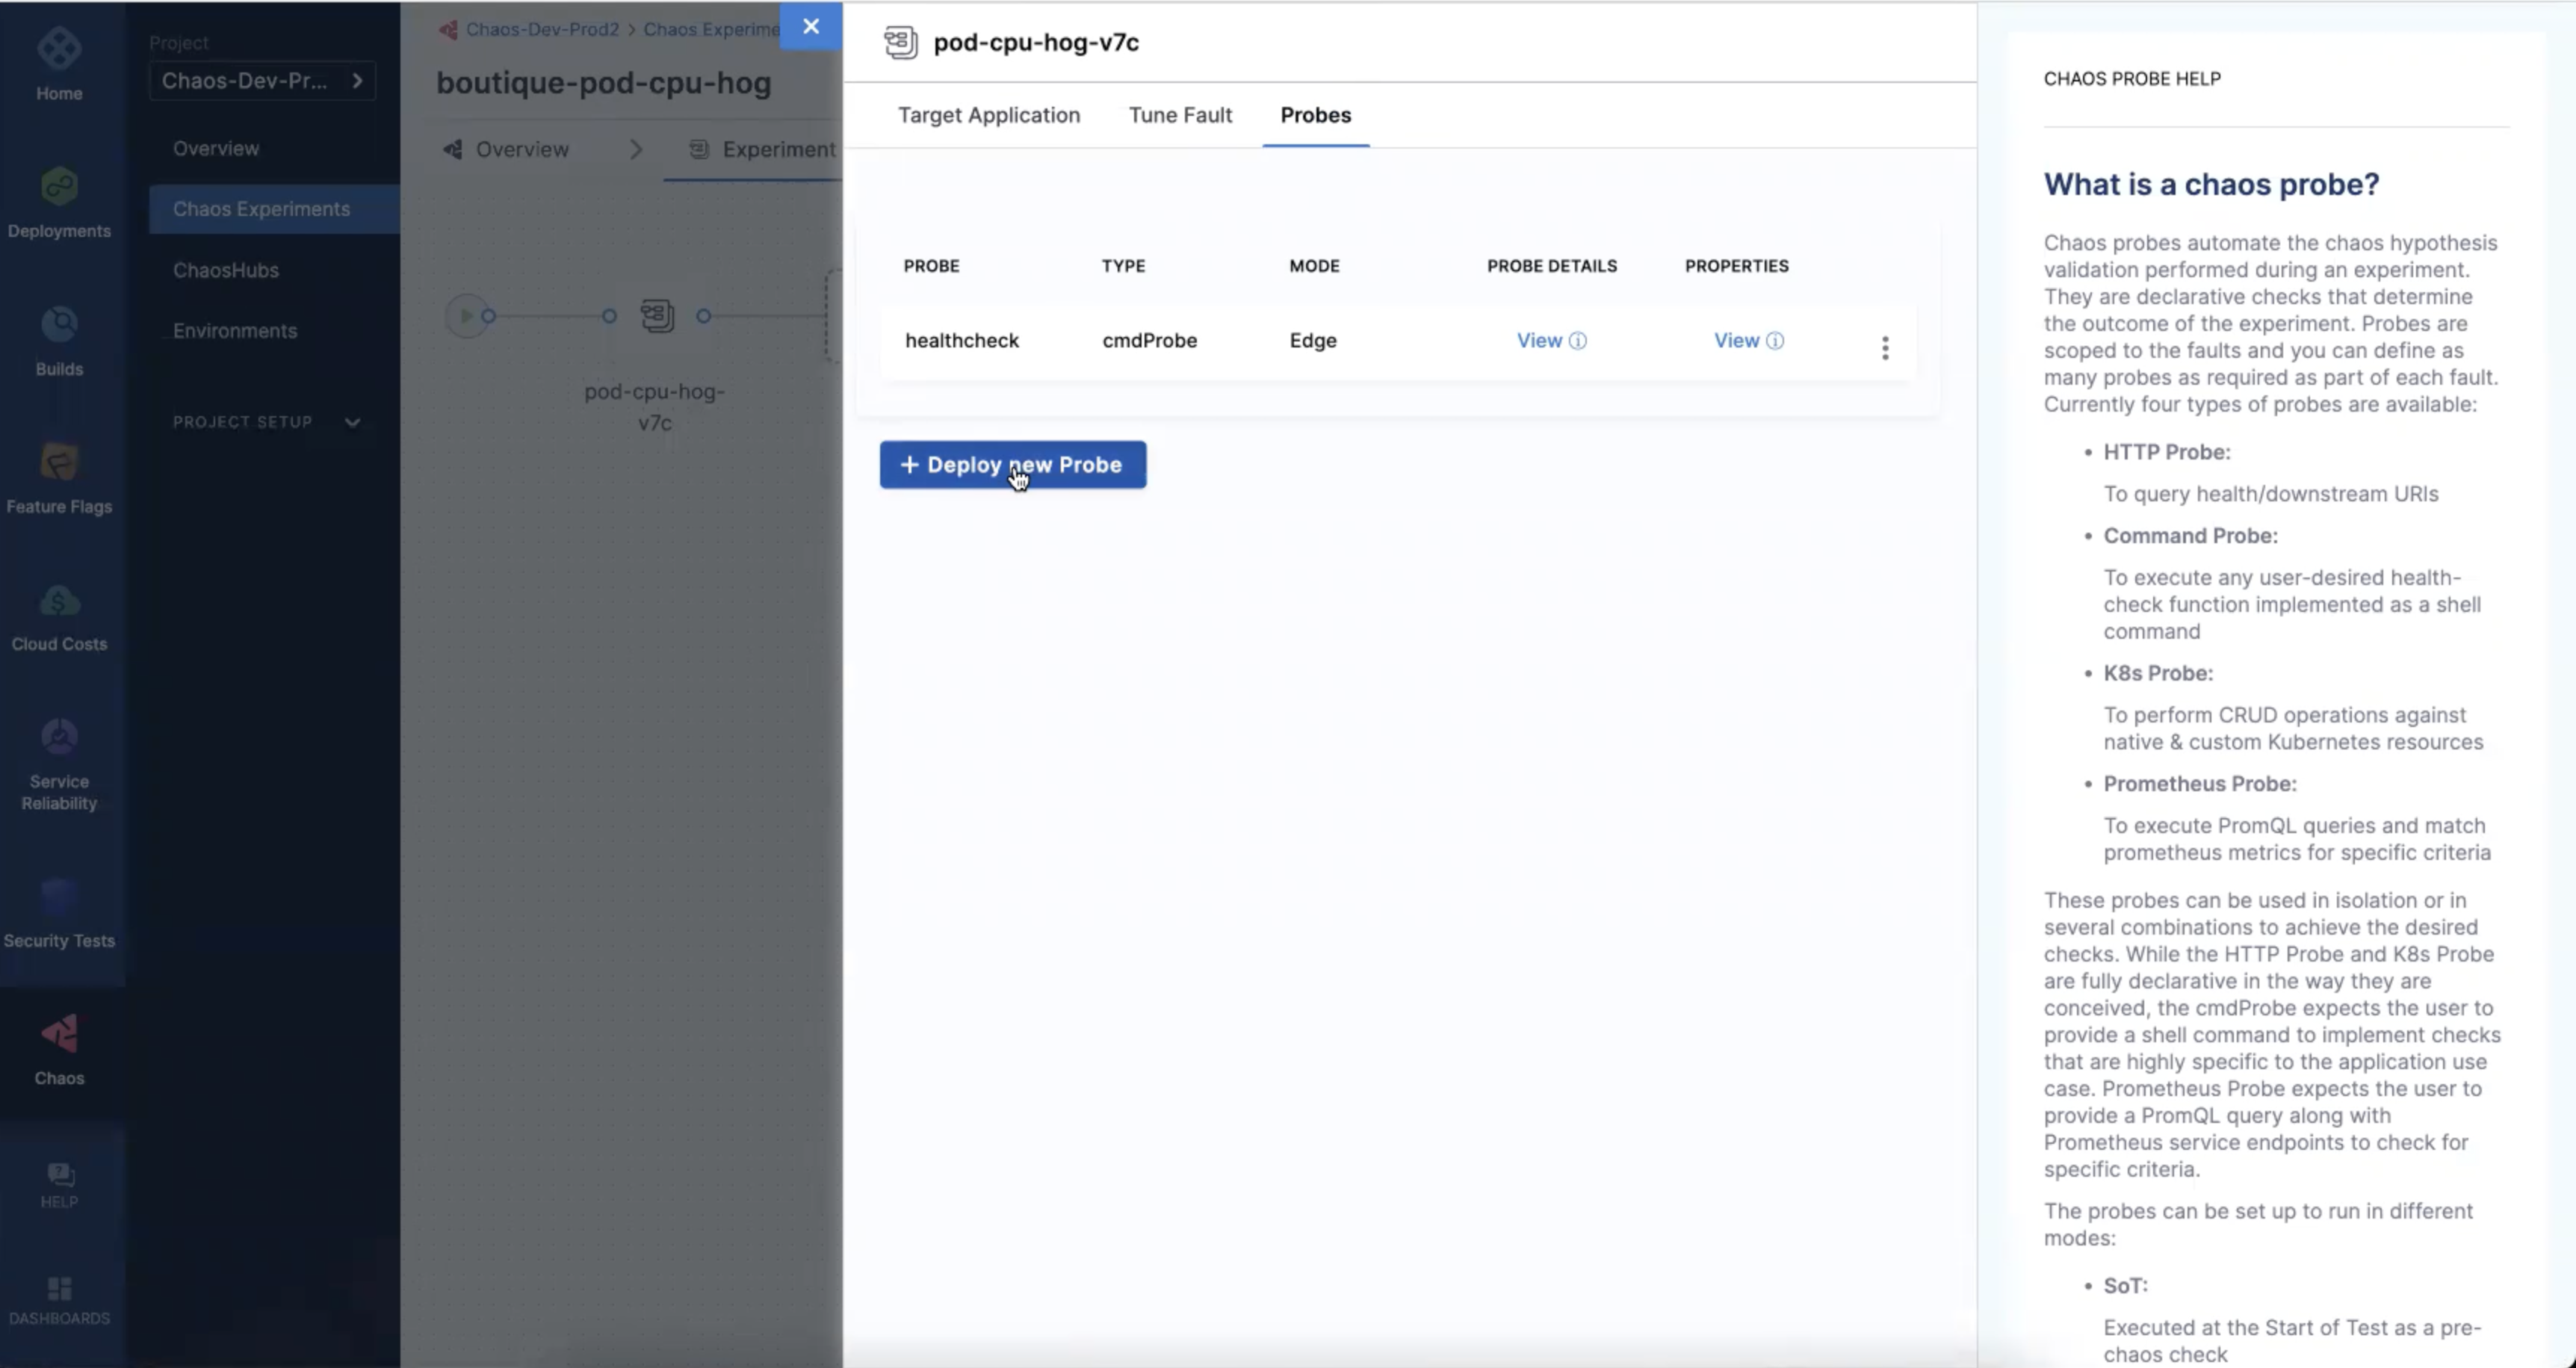 Home
Deployments
Builds
Feature Flags
Cloud Costs
Service
Reliability
Security Tests
Chaos
HELP
DASHBOARDS
Project
Chaos-Dev-Pr...
Overview
Chaos Experiments
ChaosHubs
Environments
PROJECT SETUP
Chaos-Dev-Prod2 > Chaos Experime
boutique-pod-cpu-hog
Overview
Experiment
pod-cpu-hog-
v7c
pod-cpu-hog-v7c
Target Application Tune Fault Probes
PROBE TYPE MODE PROBE DETAILS PROPERTIES
healthcheck cmdProbe Edge View View
+ Deploy new Probe
CHAOS PROBE HELP
What is a chaos probe?
Chaos probes automate the chaos hypothesis
validation performed during an experiment.
They are declarative checks that determine
the outcome of the experiment. Probes are
scoped to the faults and you can define as
many probes as required as part of each fault.
Currently four types of probes are available:
• HTTP Probe:
To query health/downstream URIs
• Command Probe:
To execute any user-desired health-
check function implemented as a shell
command
• K8s Probe:
To perform CRUD operations against
native & custom Kubernetes resources
• Prometheus Probe:
To execute PromQL queries and match
prometheus metrics for specific criteria
These probes can be used in isolation or in
several combinations to achieve the desired
checks. While the HTTP Probe and K8s Probe
are fully declarative in the way they are
conceived, the cmdProbe expects the user to
provide a shell command to implement checks
that are highly specific to the application use
case. Prometheus Probe expects the user to
provide a PromQL query along with
Prometheus service endpoints to check for
specific criteria.
The probes can be set up to run in different
modes:
• SoT:
Executed at the Start of Test as a pre-
chaos check